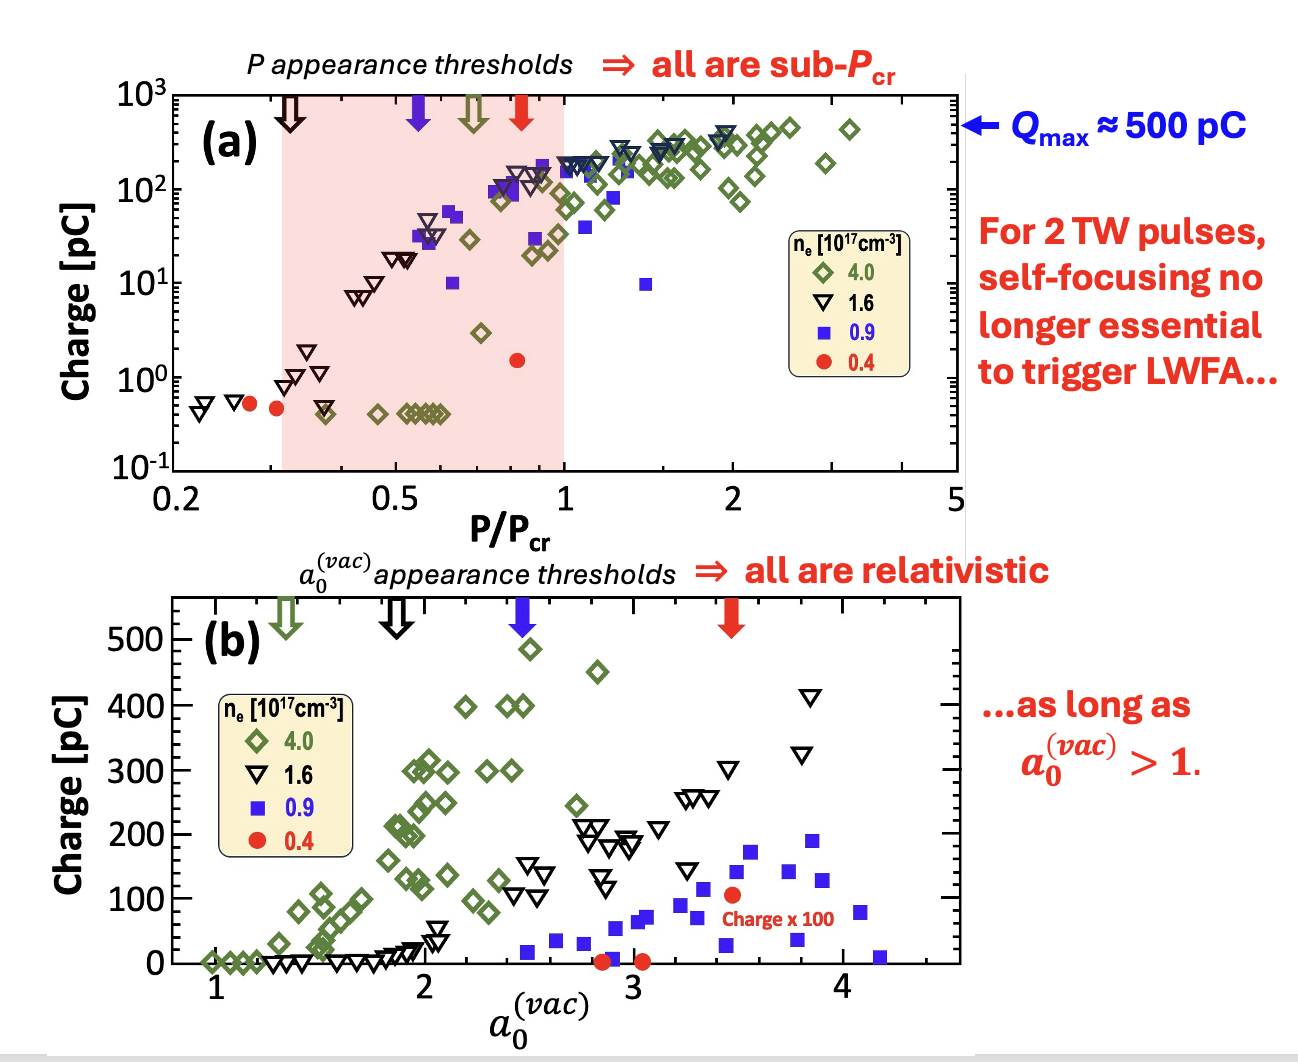 P appearance thresholds ⇒ all are sub-Pcr
(a)
10³
10²
10¹
10⁰
10⁻¹
Charge [pC]
nₑ [10¹⁷cm⁻³]
4.0
1.6
0.9
0.4
0.2 0.5 1 2 5
P/Pcr
← Qmax ≈ 500 pC
For 2 TW pulses,
self-focusing no
longer essential
to trigger LWFA...
a₀⁽ᵛᵃᶜ⁾ appearance thresholds ⇒ all are relativistic
(b)
500
400
300
200
100
0
Charge [pC]
nₑ [10¹⁷cm⁻³]
4.0
1.6
0.9
0.4
Charge x 100
1 2 3 4
a₀⁽ᵛᵃᶜ⁾
...as long as
a₀⁽ᵛᵃᶜ⁾ > 1.